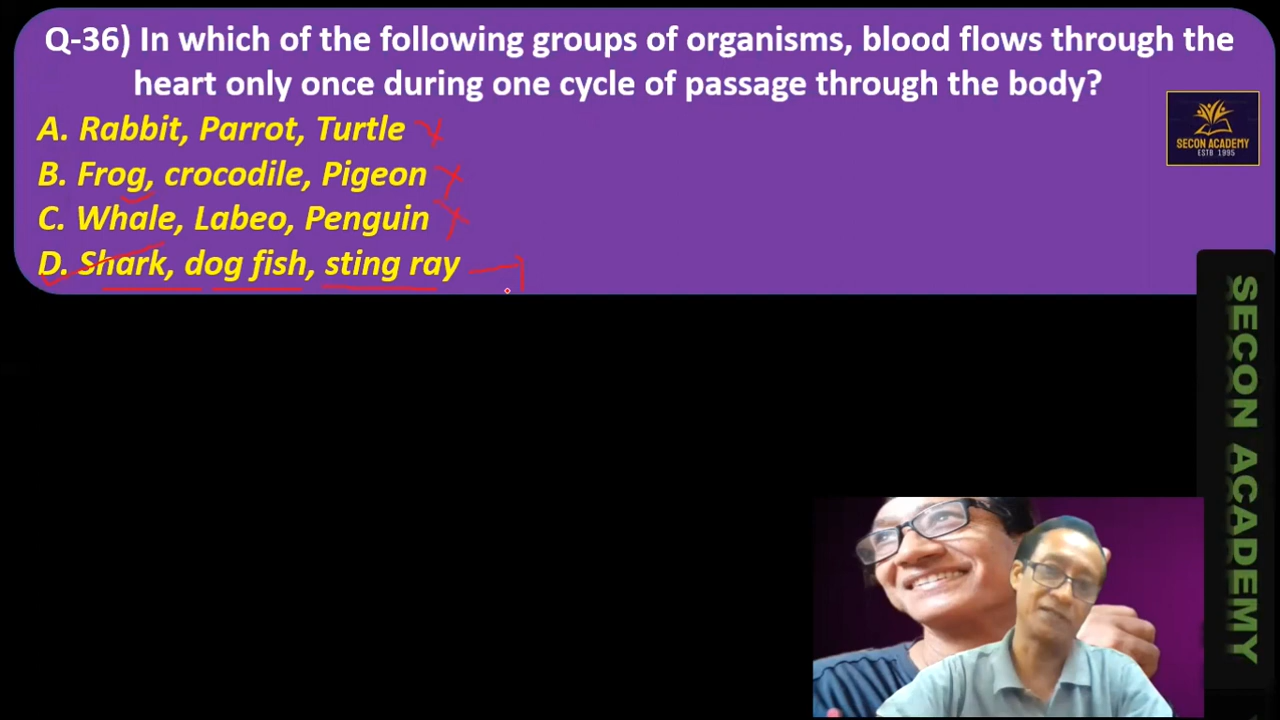 Q-36) In which of the following groups of organisms, blood flows through the
heart only once during one cycle of passage through the body?
A. Rabbit, Parrot, Turtle
B. Frog, crocodile, Pigeon
C. Whale, Labeo, Penguin
D. Shark, dog fish, sting ray
SECON ACADEMY
ESTB 1995
SECON ACADEMY